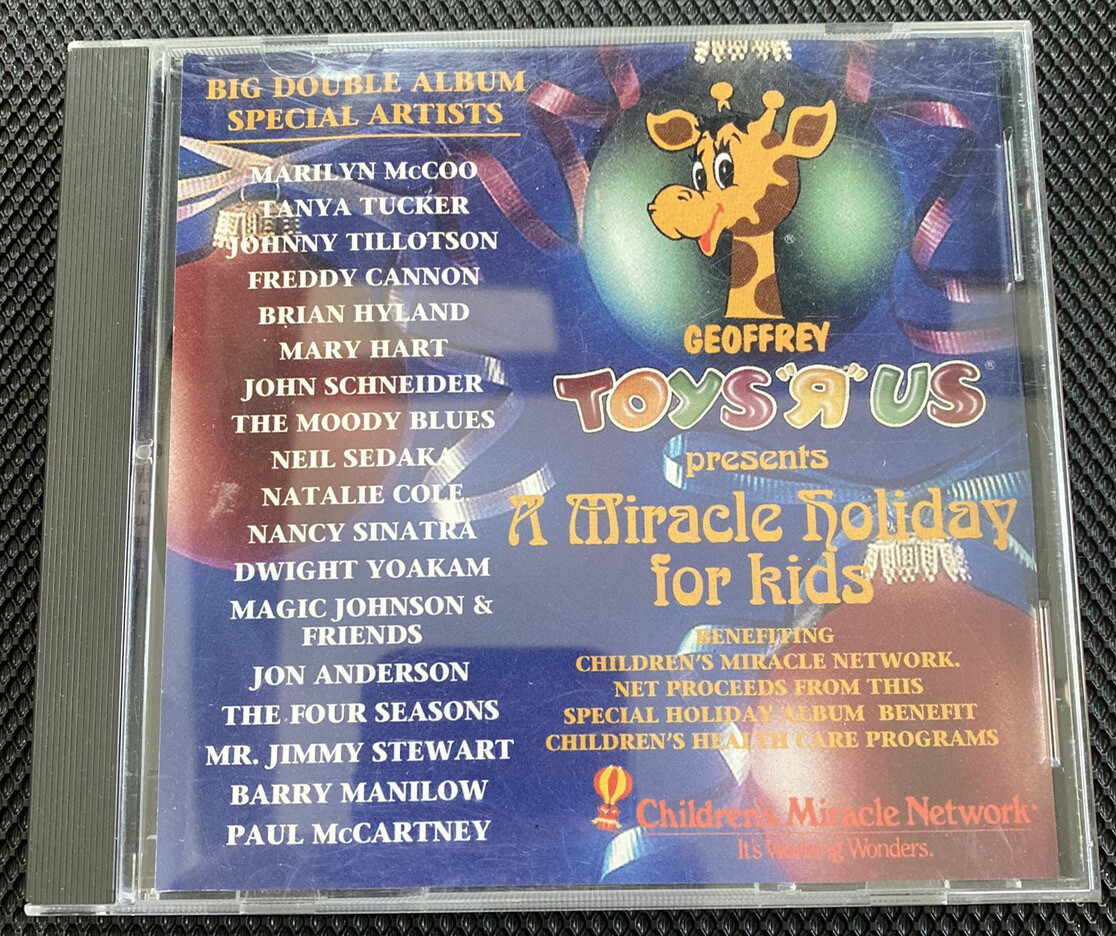 BIG DOUBLE ALBUM
SPECIAL ARTISTS
MARILYN McCOO
TANYA TUCKER
JOHNNY TILLOTSON
FREDDY CANNON
BRIAN HYLAND
MARY HART
JOHN SCHNEIDER
THE MOODY BLUES
NEIL SEDAKA
NATALIE COLE
NANCY SINATRA
DWIGHT YOAKAM
MAGIC JOHNSON &
FRIENDS
JON ANDERSON
THE FOUR SEASONS
MR. JIMMY STEWART
BARRY MANILOW
PAUL McCARTNEY
®
GEOFFREY
TOYS "Я" US®
presents
A Miracle Holiday
for kids
BENEFITING
CHILDREN'S MIRACLE NETWORK.
NET PROCEEDS FROM THIS
SPECIAL HOLIDAY ALBUM BENEFIT
CHILDREN'S HEALTH CARE PROGRAMS
Children's Miracle Network
It's Working Wonders.